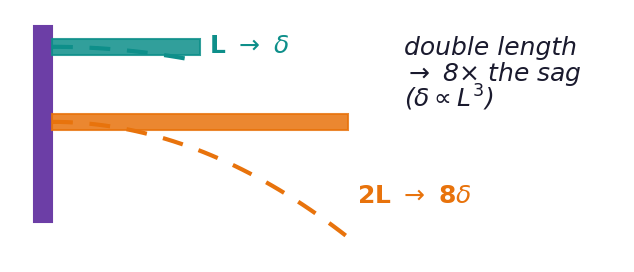 L → δ
double length
→ 8× the sag
(δ ∝ L³)
2L → 8δ